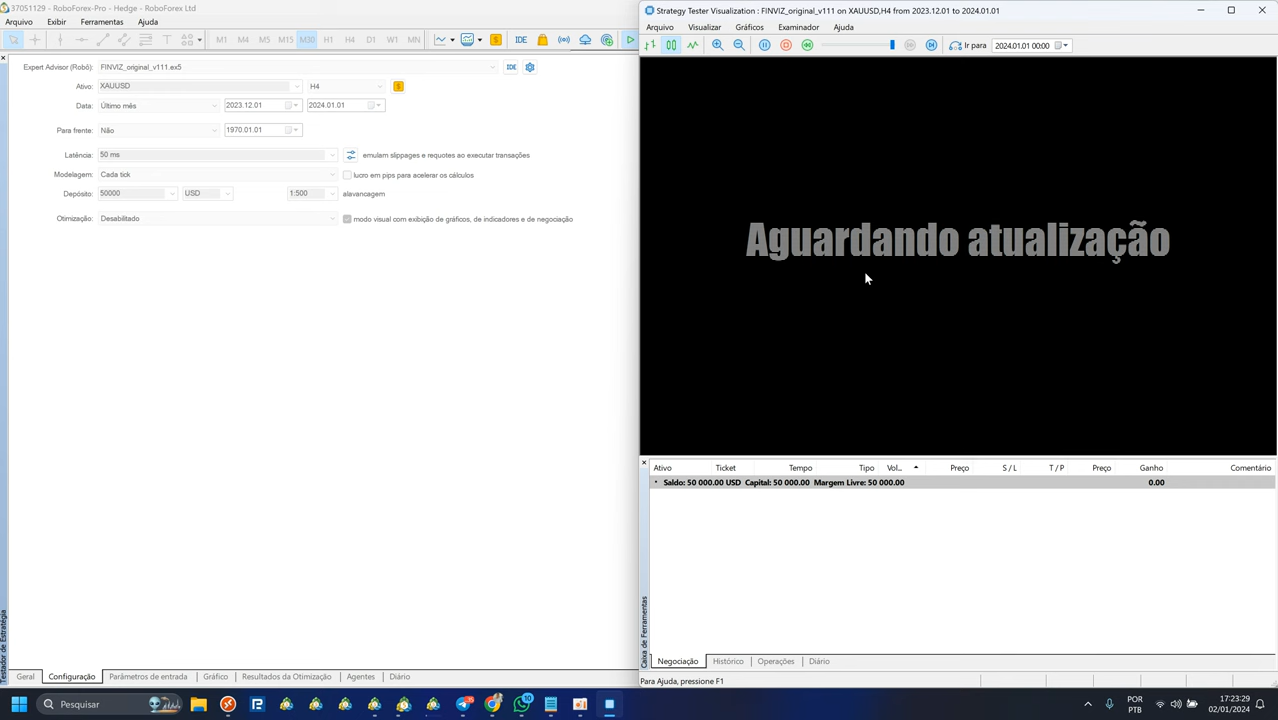 37051129 - RoboForex-Pro - Hedge - RoboForex Ltd
Arquivo Exibir Ferramentas Ajuda
M1 M4 M5 M15 M30 H1 H4 D1 W1 MN IDE
Expert Advisor (Robô): FINVIZ_original_v111.ex5 IDE
Ativo: XAUUSD H4
Data: Último mês 2023.12.01 2024.01.01
Para frente: Não 1970.01.01
Latência: 50 ms emulam slippages e requotes ao executar transações
Modelagem: Cada tick lucro em pips para acelerar os cálculos
Depósito: 50000 USD 1:500 alavancagem
Otimização: Desabilitado modo visual com exibição de gráficos, de indicadores e de negociação
Testador de Estratégia
Geral Configuração Parâmetros de entrada Gráfico Resultados da Otimização Agentes Diário
Strategy Tester Visualization : FINVIZ_original_v111 on XAUUSD,H4 from 2023.12.01 to 2024.01.01
Arquivo Visualizar Gráficos Examinador Ajuda
Ir para 2024.01.01 00:00
Aguardando atualização
Ativo Ticket Tempo Tipo Vol... Preço S / L T / P Preço Ganho Comentário
Saldo: 50 000.00 USD Capital: 50 000.00 Margem Livre: 50 000.00 0.00
Caixa de Ferramentas
Negociação Histórico Operações Diário
Para Ajuda, pressione F1
Pesquisar
35
10
POR
PTB
17:23:29
02/01/2024